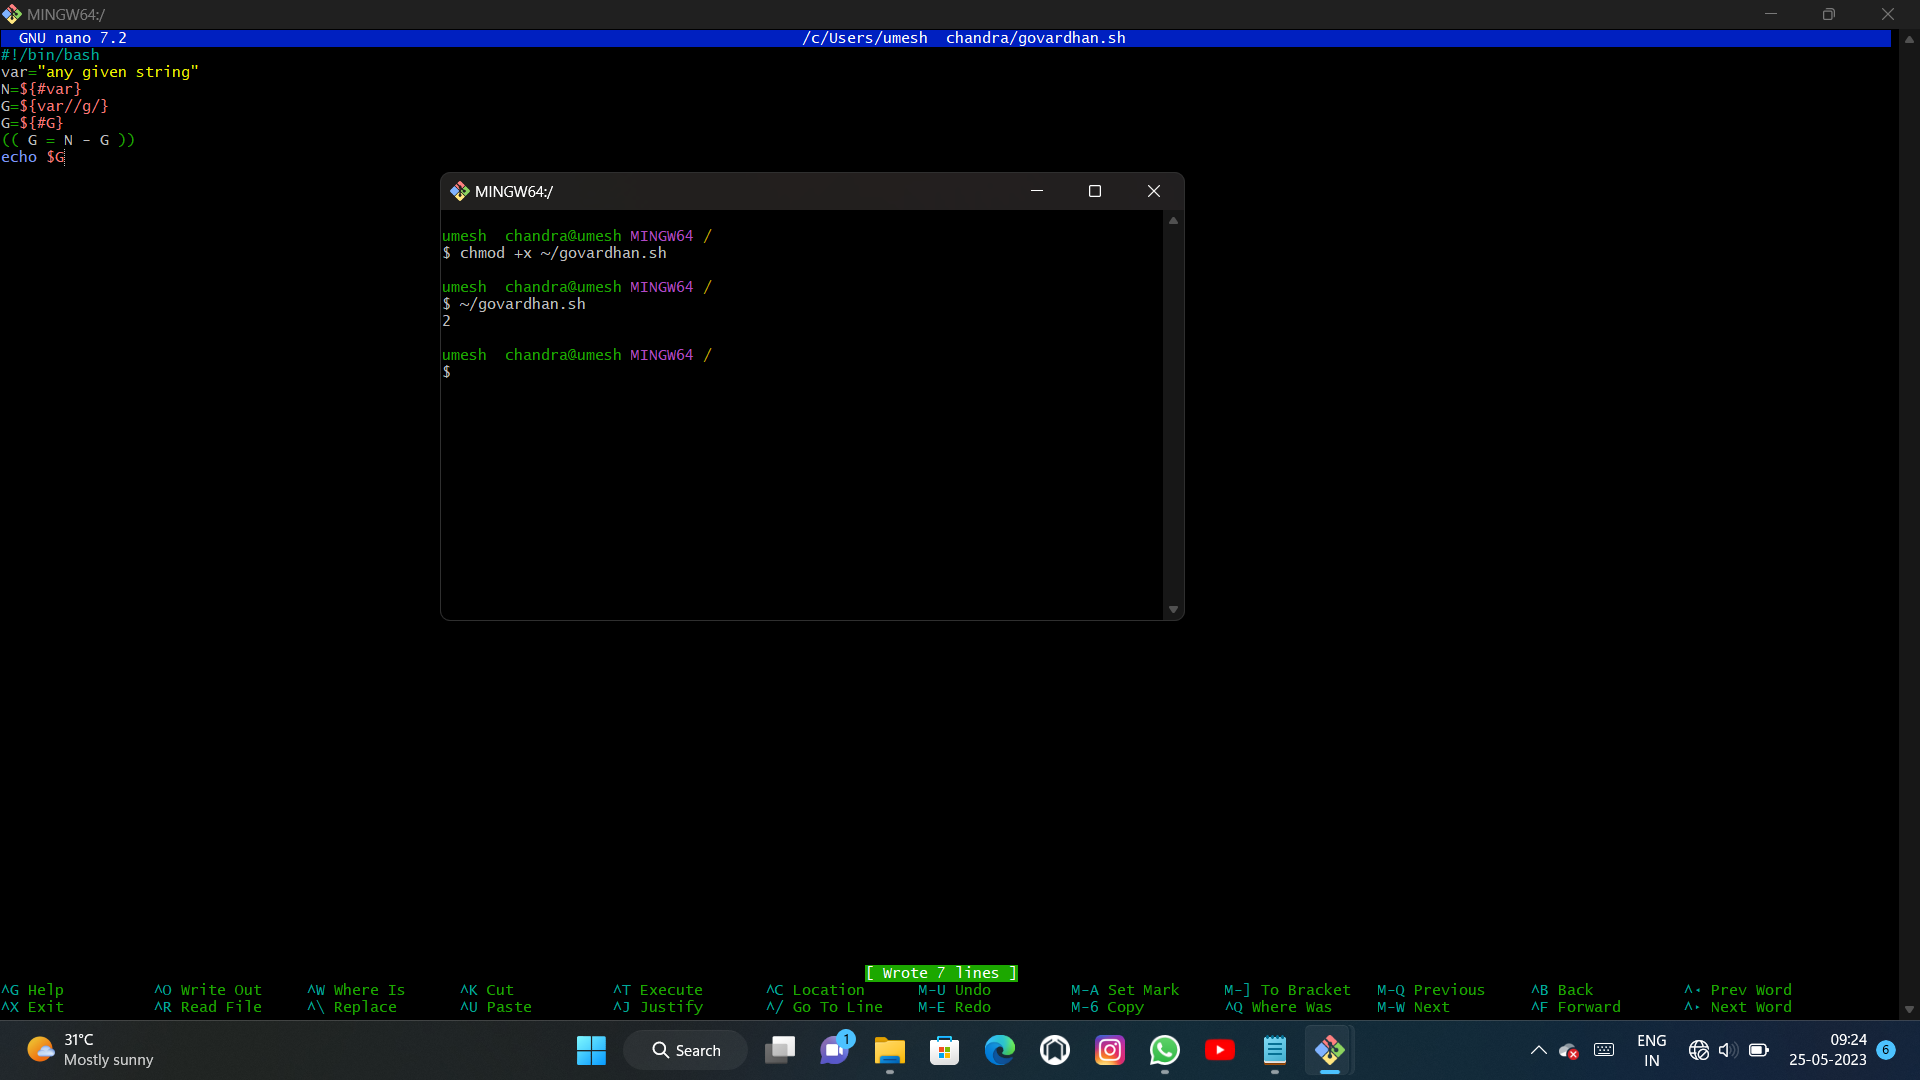 MINGW64:/
GNU nano 7.2 /c/Users/umesh  chandra/govardhan.sh
#!/bin/bash
var="any given string"
N=${#var}
G=${var//g/}
G=${#G}
(( G = N - G ))
echo $G
MINGW64:/
umesh  chandra@umesh MINGW64 /
$ chmod +x ~/govardhan.sh
umesh  chandra@umesh MINGW64 /
$ ~/govardhan.sh
2
umesh  chandra@umesh MINGW64 /
$
[ Wrote 7 lines ]
^G Help ^O Write Out ^W Where Is ^K Cut ^T Execute ^C Location M-U Undo M-A Set Mark M-] To Bracket M-Q Previous ^B Back ^◂ Prev Word
^X Exit ^R Read File ^\ Replace ^U Paste ^J Justify ^/ Go To Line M-E Redo M-6 Copy ^Q Where Was M-W Next ^F Forward ^▸ Next Word
31°C
Mostly sunny
Search
1
ENG
IN
09:24
25-05-2023
6